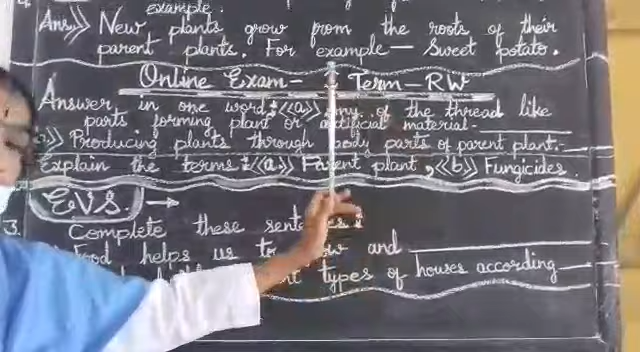 example.
Ans⟫ New plants grow from the roots of their
parent plants. For example— Sweet potato.
Online Exam— Term—RW
Answer in one word:⟪a⟫ any of the thread like
parts forming plant or artificial material.
Producing plants through body parts of parent plant.—
Explain the terms:⟪a⟫ Parent plant, ⟪b⟫ Fungicides.
E.V.S. →
3. Complete these
Food helps us to and
types of houses according